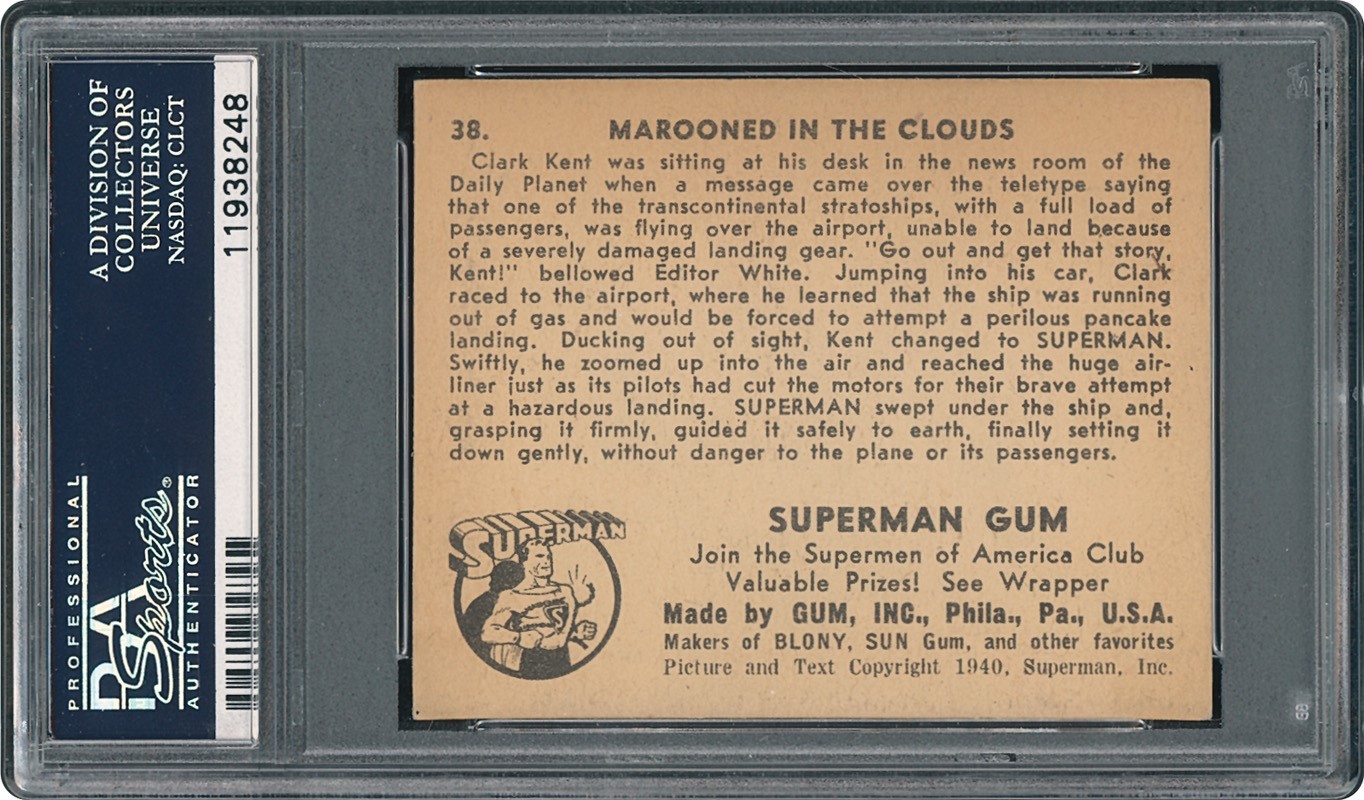 A DIVISION OF
COLLECTORS
UNIVERSE
NASDAQ: CLCT
11938248
PROFESSIONAL
PSA
Sports®
AUTHENTICATOR
38. MAROONED IN THE CLOUDS
Clark Kent was sitting at his desk in the news room of the
Daily Planet when a message came over the teletype saying
that one of the transcontinental stratoships, with a full load of
passengers, was flying over the airport, unable to land because
of a severely damaged landing gear. "Go out and get that story,
Kent!" bellowed Editor White. Jumping into his car, Clark
raced to the airport, where he learned that the ship was running
out of gas and would be forced to attempt a perilous pancake
landing. Ducking out of sight, Kent changed to SUPERMAN.
Swiftly, he zoomed up into the air and reached the huge air-
liner just as its pilots had cut the motors for their brave attempt
at a hazardous landing. SUPERMAN swept under the ship and,
grasping it firmly, guided it safely to earth, finally setting it
down gently, without danger to the plane or its passengers.
SUPERMAN
S
SUPERMAN GUM
Join the Supermen of America Club
Valuable Prizes! See Wrapper
Made by GUM, INC., Phila., Pa., U.S.A.
Makers of BLONY, SUN Gum, and other favorites
Picture and Text Copyright 1940, Superman, Inc.